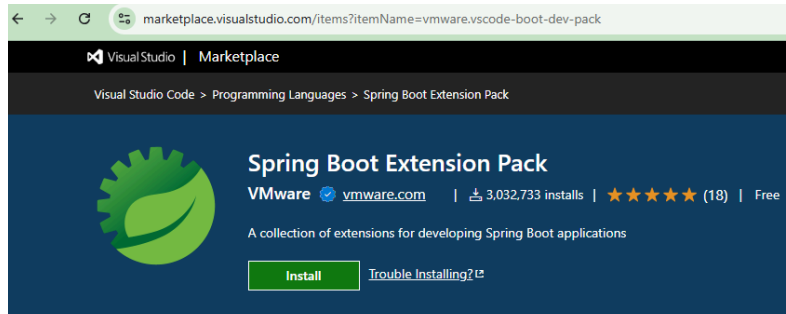 marketplace.visualstudio.com/items?itemName=vmware.vscode-boot-dev-pack
Visual Studio | Marketplace
Visual Studio Code > Programming Languages > Spring Boot Extension Pack
Spring Boot Extension Pack
VMware vmware.com | 3,032,733 installs | (18) | Free
A collection of extensions for developing Spring Boot applications
Install Trouble Installing?